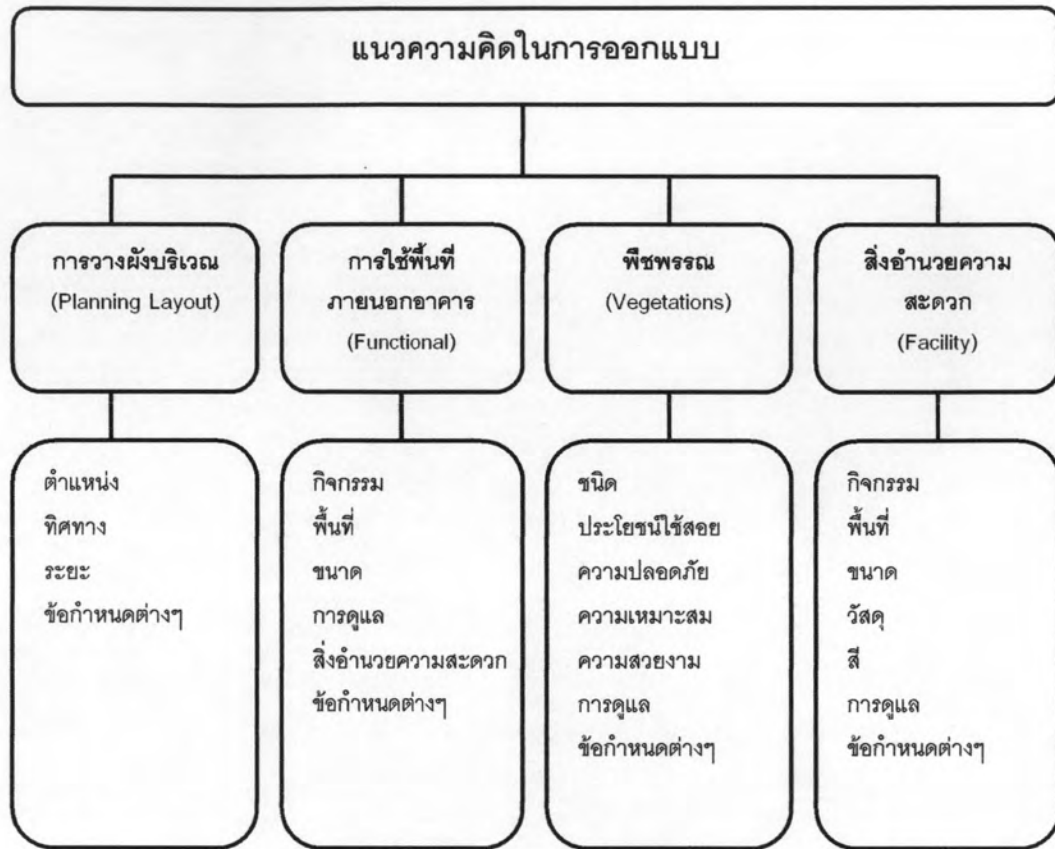 แนวความคิดในการออกแบบ
การวางผังบริเวณ
(Planning Layout)
การใช้พื้นที่
ภายนอกอาคาร
(Functional)
พืชพรรณ
(Vegetations)
สิ่งอำนวยความ
สะดวก
(Facility)
ตำแหน่ง
ทิศทาง
ระยะ
ข้อกำหนดต่างๆ
กิจกรรม
พื้นที่
ขนาด
การดูแล
สิ่งอำนวยความสะดวก
ข้อกำหนดต่างๆ
ชนิด
ประโยชน์ใช้สอย
ความปลอดภัย
ความเหมาะสม
ความสวยงาม
การดูแล
ข้อกำหนดต่างๆ
กิจกรรม
พื้นที่
ขนาด
วัสดุ
สี
การดูแล
ข้อกำหนดต่างๆ